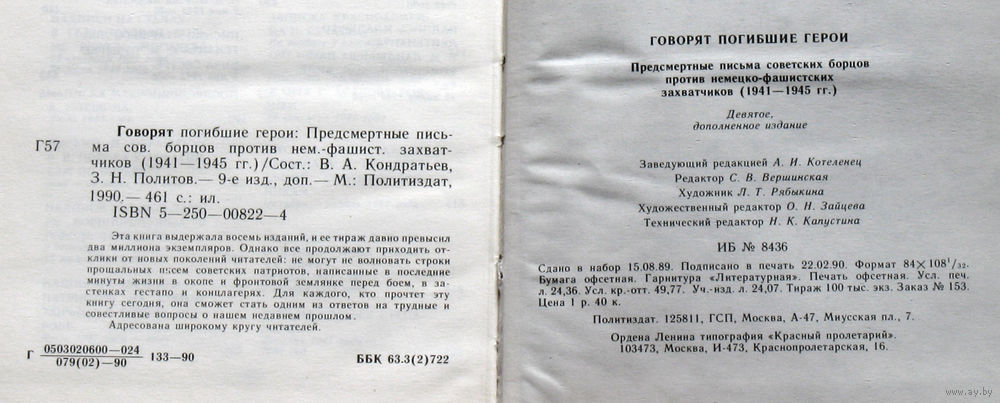 Г57
Говорят погибшие герои: Предсмертные пись-
ма сов. борцов против нем.-фашист. захват-
чиков (1941—1945 гг.)/Сост.: В. А. Кондратьев,
З. Н. Политов.— 9-е изд., доп.— М.: Политиздат,
1990.— 461 с.: ил.
ISBN 5—250—00822—4
Эта книга выдержала восемь изданий, и ее тираж давно превысил
два миллиона экземпляров. Однако все продолжают приходить от-
клики от новых поколений читателей: не могут не волновать строки
прощальных писем советских патриотов, написанные в последние
минуты жизни в окопе и фронтовой землянке перед боем, в за-
стенках гестапо и концлагерях. Для каждого, кто прочтет эту
книгу сегодня, она сможет стать одним из ответов на трудные и
совестливые вопросы о нашем недавнем прошлом.
Адресована широкому кругу читателей.
Г 0503020600—024 133—90
079(02)—90
ББК 63.3(2)722
ГОВОРЯТ ПОГИБШИЕ ГЕРОИ
Предсмертные письма советских борцов
против немецко-фашистских
захватчиков (1941—1945 гг.)
Девятое,
дополненное издание
Заведующий редакцией А. И. Котеленец
Редактор С. В. Вершинская
Художник Л. Т. Рябыкина
Художественный редактор О. Н. Зайцева
Технический редактор Н. К. Капустина
ИБ № 8436
Сдано в набор 15.08.89. Подписано в печать 22.02.90. Формат 84×108¹/₃₂.
Бумага офсетная. Гарнитура «Литературная». Печать офсетная. Усл. печ.
л. 24,36. Усл. кр.-отт. 49,77. Уч.-изд. л. 24,07. Тираж 100 тыс. экз. Заказ № 153.
Цена 1 р. 40 к.
Политиздат. 125811, ГСП, Москва, А-47, Миусская пл., 7.
Ордена Ленина типография «Красный пролетарий».
103473, Москва, И-473, Краснопролетарская, 16.
www.ay.by